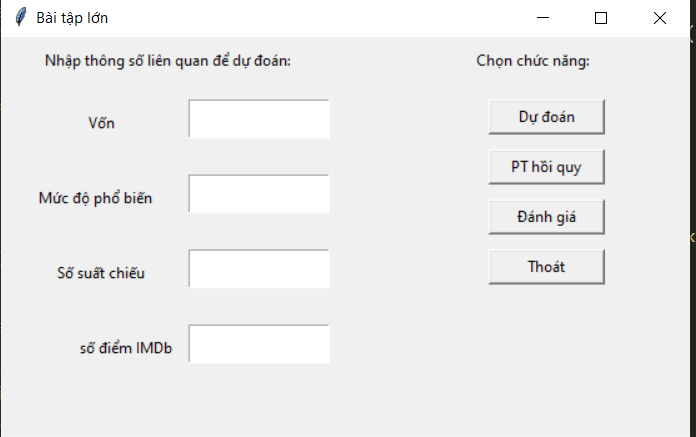 Bài tập lớn
Nhập thông số liên quan để dự đoán:
Chọn chức năng:
Vốn
Dự đoán
PT hồi quy
Mức độ phổ biến
Đánh giá
Số suất chiếu
Thoát
số điểm IMDb